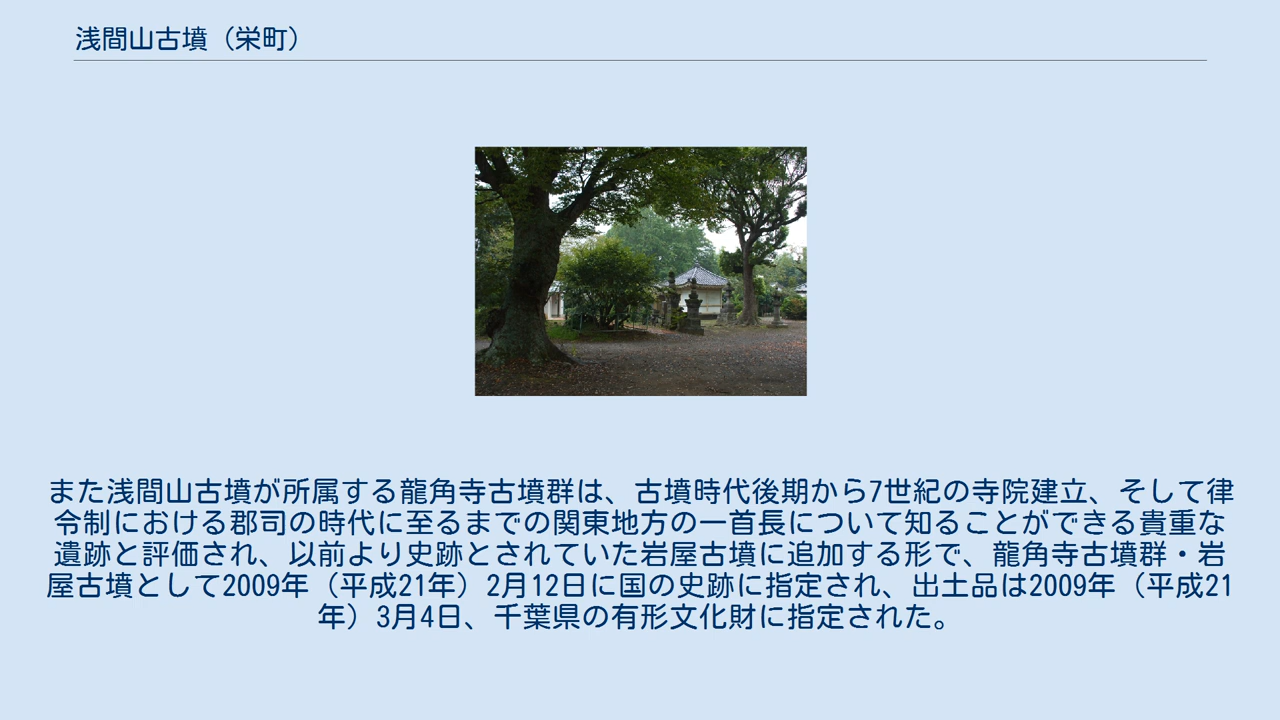 浅間山古墳（栄町）
また浅間山古墳が所属する龍角寺古墳群は、古墳時代後期から7世紀の寺院建立、そして律
令制における郡司の時代に至るまでの関東地方の一首長について知ることができる貴重な
遺跡と評価され、以前より史跡とされていた岩屋古墳に追加する形で、龍角寺古墳群・岩
屋古墳として2009年（平成21年）2月12日に国の史跡に指定され、出土品は2009年（平成21
年）3月4日、千葉県の有形文化財に指定された。